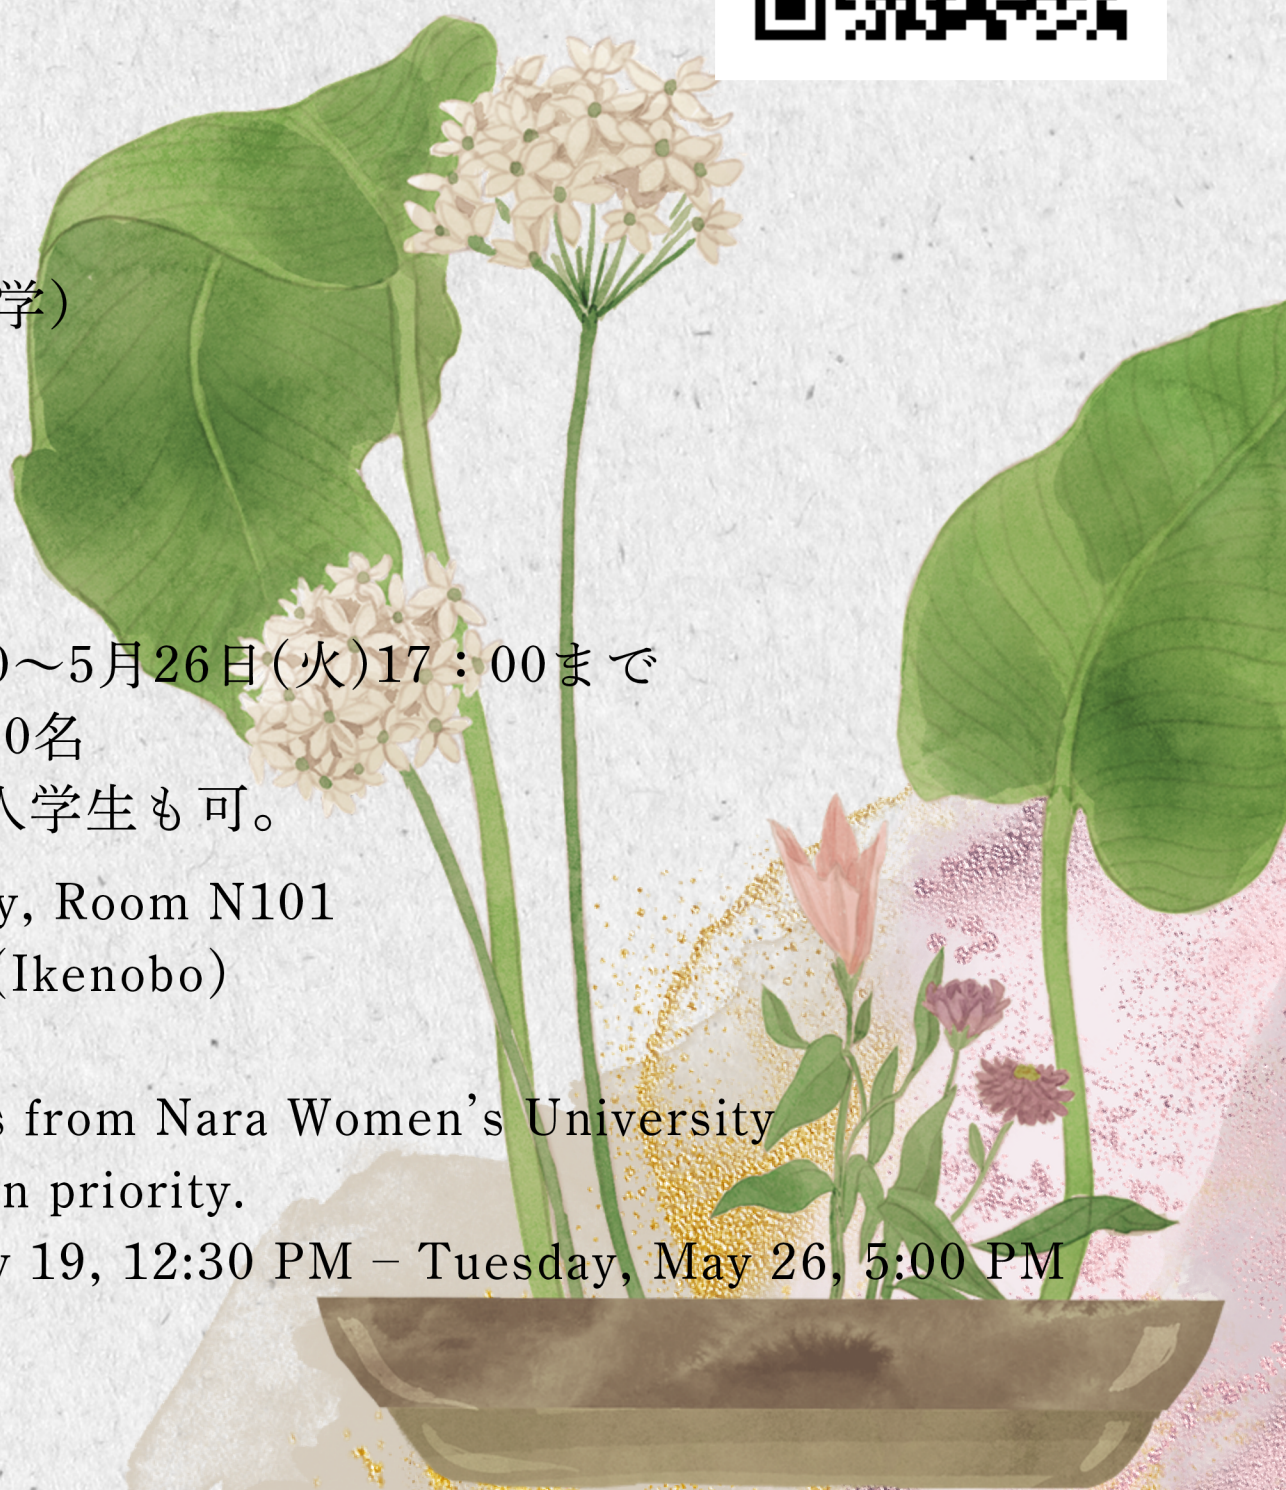 学）
0～5月26日(火)17：00まで
0名
入学生も可。
y, Room N101
(Ikenobo)
s from Nara Women’s University
n priority.
y 19, 12:30 PM – Tuesday, May 26, 5:00 PM